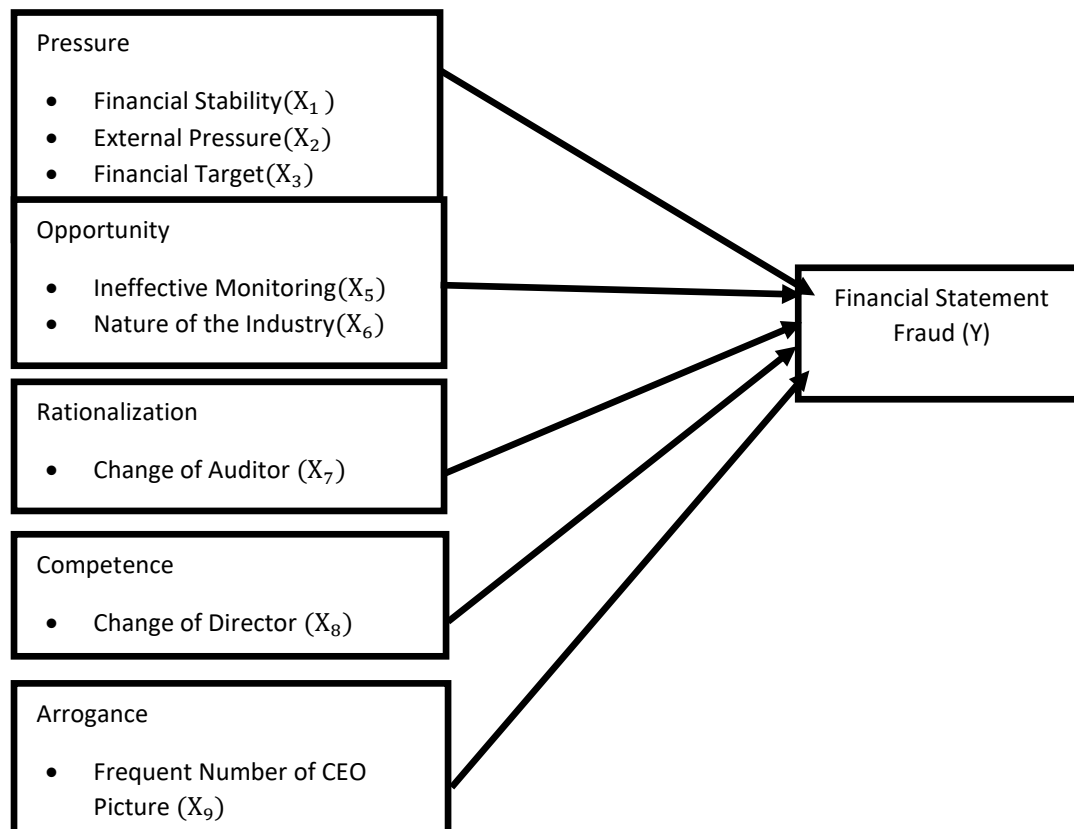 Pressure
• Financial Stability(X₁ )
• External Pressure(X₂)
• Financial Target(X₃)
Opportunity
• Ineffective Monitoring(X₅)
• Nature of the Industry(X₆)
Rationalization
• Change of Auditor (X₇)
Competence
• Change of Director (X₈)
Arrogance
• Frequent Number of CEO
Picture (X₉)
Financial Statement
Fraud (Y)